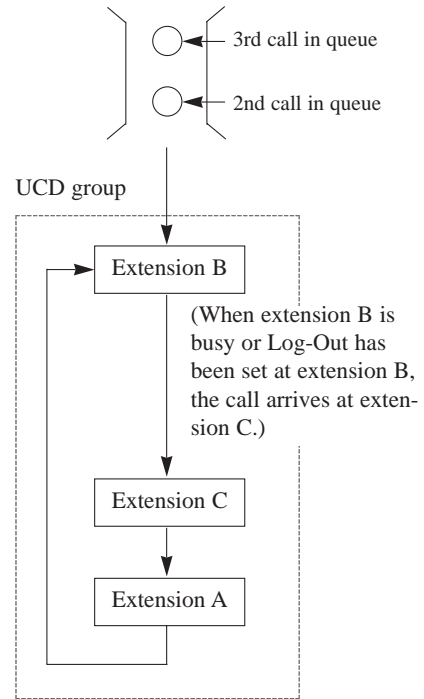 3rd call in queue
2nd call in queue
UCD group
Extension B
(When extension B is
busy or Log-Out has
been set at extension B,
the call arrives at exten-
sion C.)
Extension C
Extension A